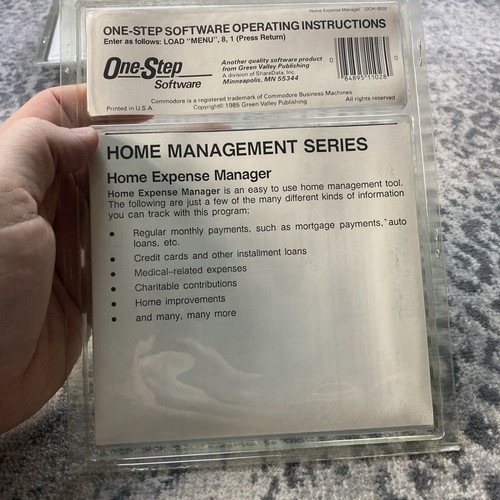 Home Expense Manager
ONE-STEP SOFTWARE OPERATING INSTRUCTIONS
Enter as follows: LOAD "MENU", 8, 1 (Press Return)
One-Step
Software
Another quality software product
from Green Valley Publishing
A division of ShareData, Inc.
Minneapolis, MN 55344
0
0
84895 11028
Commodore is a registered trademark of Commodore Business Machines
Printed in U.S.A.
Copyright© 1985 Green Valley Publishing
All rights reserved
HOME MANAGEMENT SERIES
Home Expense Manager
Home Expense Manager is an easy to use home management tool.
The following are just a few of the many different kinds of information
you can track with this program:
• Regular monthly payments, such as mortgage payments, auto
loans, etc.
• Credit cards and other installment loans
• Medical-related expenses
• Charitable contributions
• Home improvements
• and many, many more